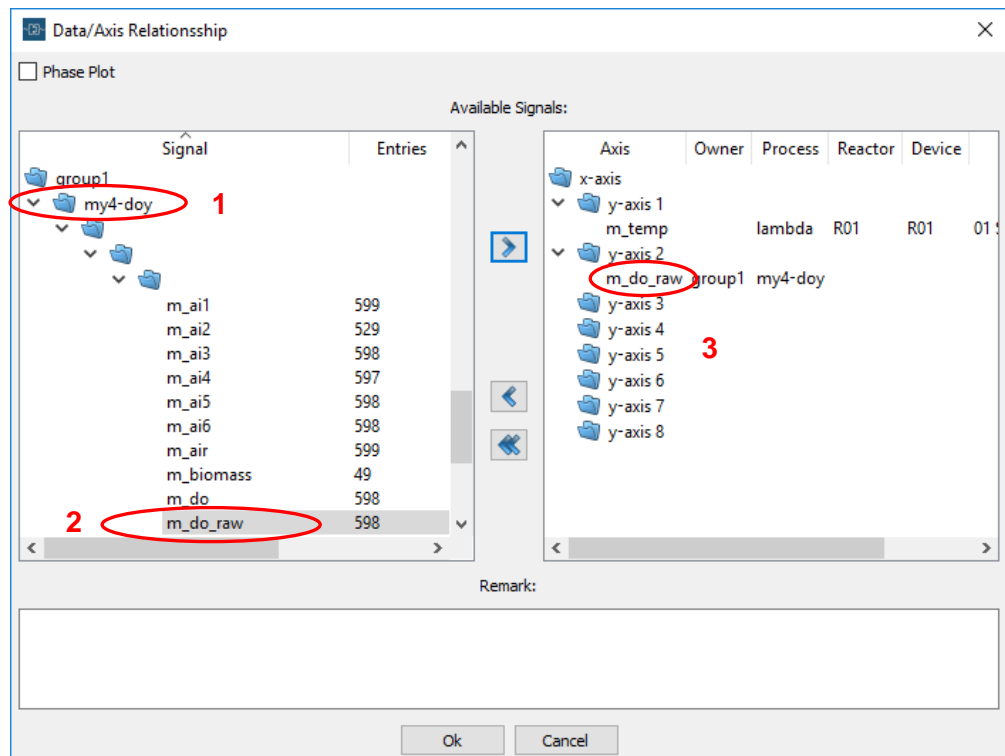 Data/Axis Relationsship
Phase Plot
Available Signals:
Signal Entries
group1
my4-doy 1
m_ai1 599
m_ai2 529
m_ai3 598
m_ai4 597
m_ai5 598
m_ai6 598
m_air 599
m_biomass 49
m_do 598
2 m_do_raw 598
Axis Owner Process Reactor Device
x-axis
y-axis 1
m_temp lambda R01 R01 01
y-axis 2
m_do_raw group1 my4-doy
y-axis 3
y-axis 4
y-axis 5 3
y-axis 6
y-axis 7
y-axis 8
Remark:
Ok Cancel